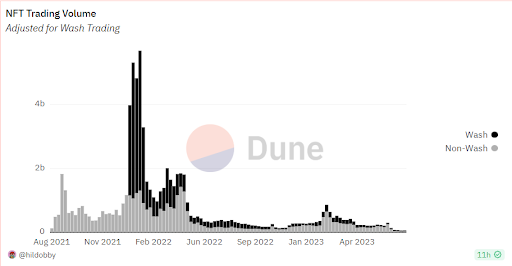 NFT Trading Volume
Adjusted for Wash Trading
4b
2b
0
Dune
Wash
Non-Wash
Aug 2021 Nov 2021 Feb 2022 Jun 2022 Sep 2022 Jan 2023 Apr 2023
@hildobby
11h